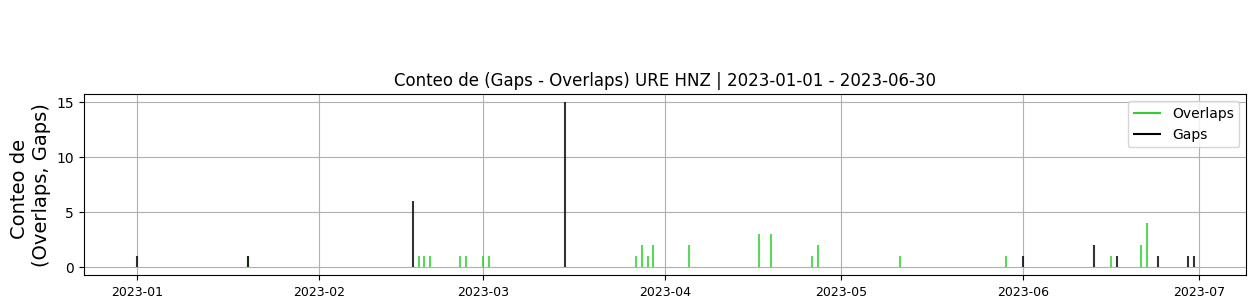 Conteo de (Gaps - Overlaps) URE HNZ | 2023-01-01 - 2023-06-30
Conteo de
(Overlaps, Gaps)
15
10
5
0
Overlaps
Gaps
2023-01
2023-02
2023-03
2023-04
2023-05
2023-06
2023-07